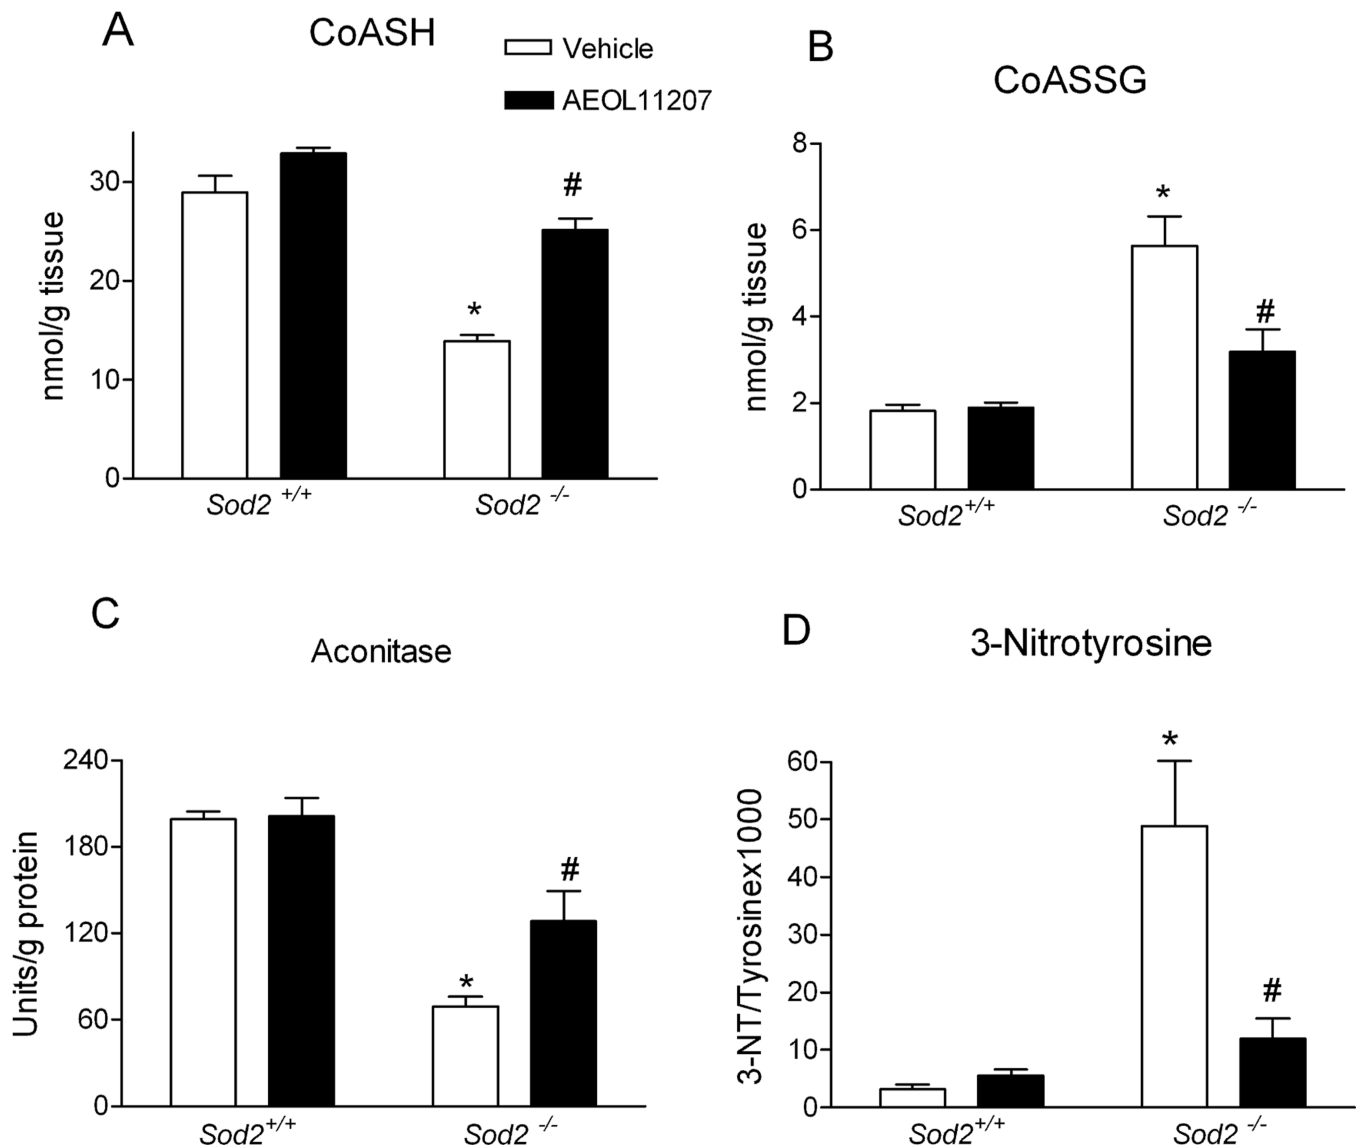 A
CoASH
Vehicle
AEOL11207
nmol/g tissue
30
20
10
0
*
#
Sod2 +/+
Sod2 -/-
B
CoASSG
nmol/g tissue
8
6
4
2
0
*
#
Sod2+/+
Sod2 -/-
C
Aconitase
Units/g protein
240
180
120
60
0
*
#
Sod2+/+
Sod2 -/-
D
3-Nitrotyrosine
3-NT/Tyrosinex1000
60
50
40
30
20
10
0
*
#
Sod2+/+
Sod2 -/-